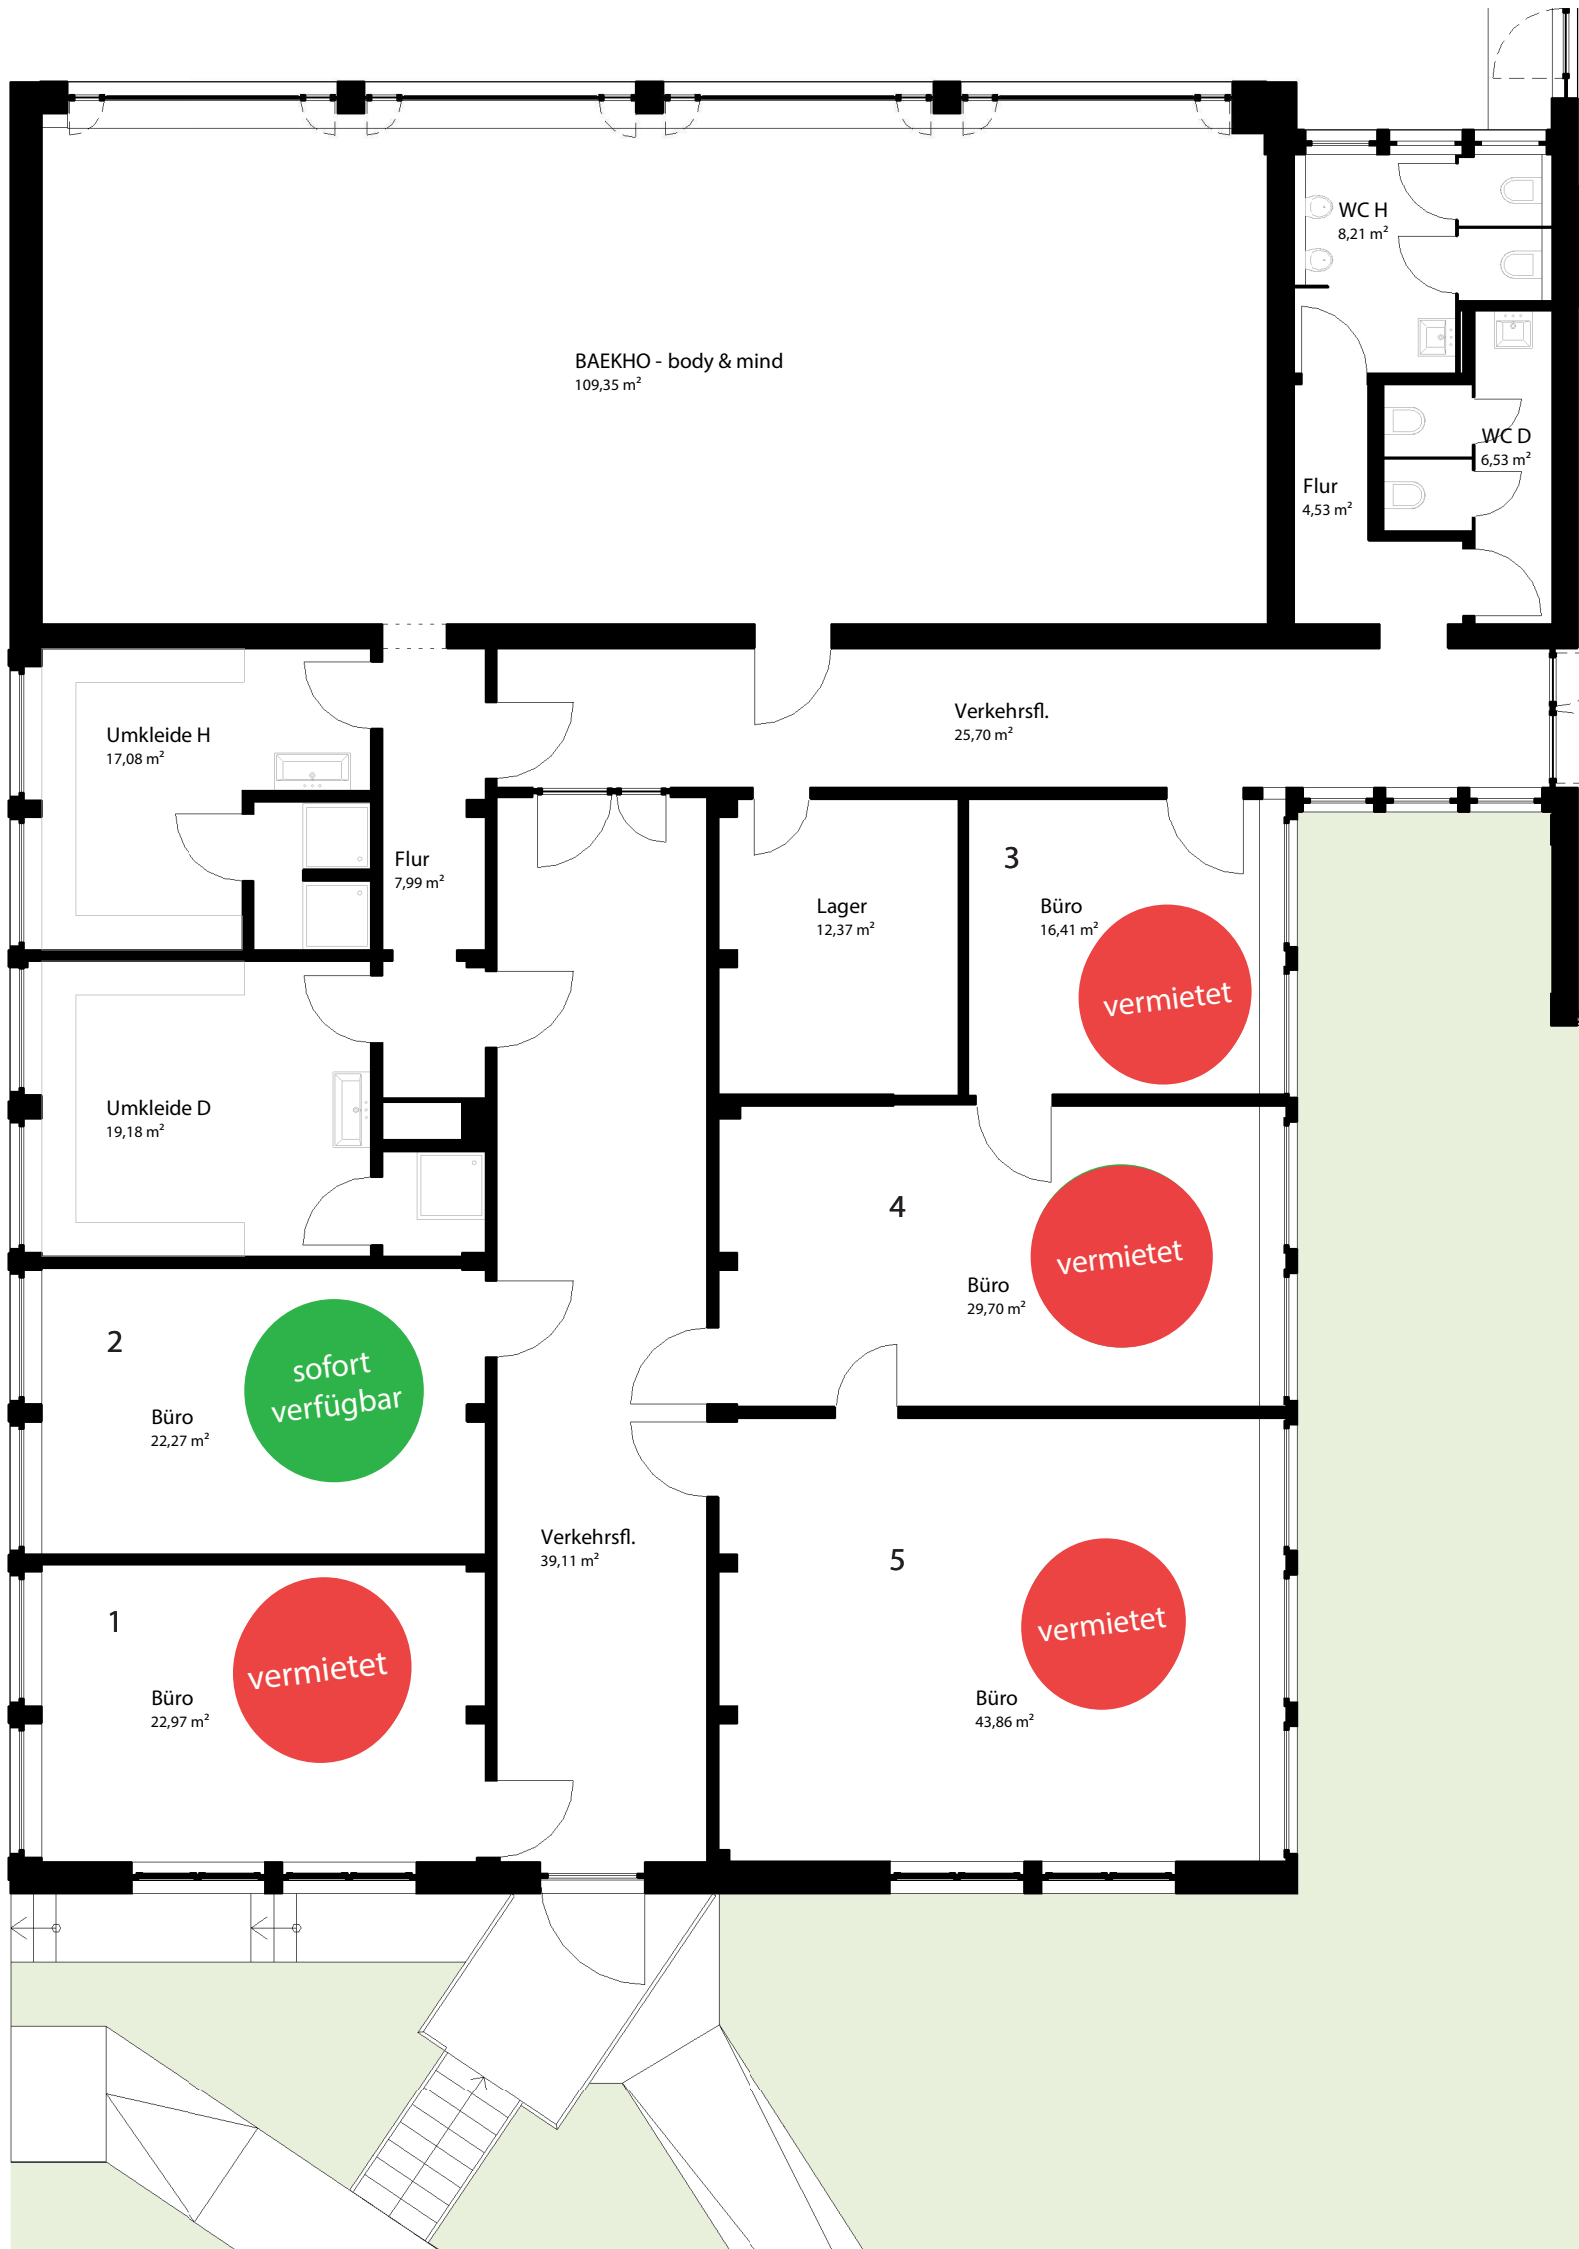 WC H
8,21 m²
BAEKHO - body & mind
109,35 m²
WC D
6,53 m²
Flur
4,53 m²
Umkleide H
17,08 m²
Verkehrsfl.
25,70 m²
Flur
7,99 m²
Lager
12,37 m²
3
Büro
16,41 m²
vermietet
Umkleide D
19,18 m²
4
Büro
29,70 m²
vermietet
2
Büro
22,27 m²
sofort
verfügbar
Verkehrsfl.
39,11 m²
5
Büro
43,86 m²
vermietet
1
Büro
22,97 m²
vermietet